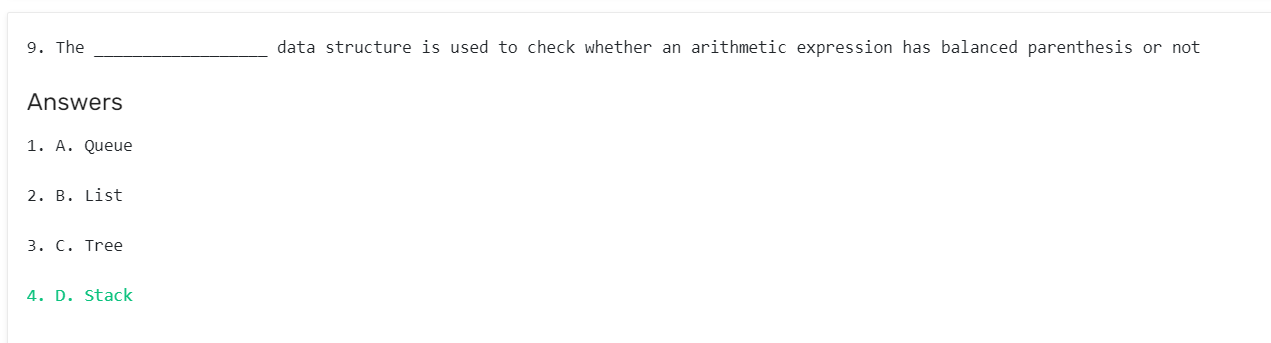 9. The __________________ data structure is used to check whether an arithmetic expression has balanced parenthesis or not
Answers
1. A. Queue
2. B. List
3. C. Tree
4. D. Stack